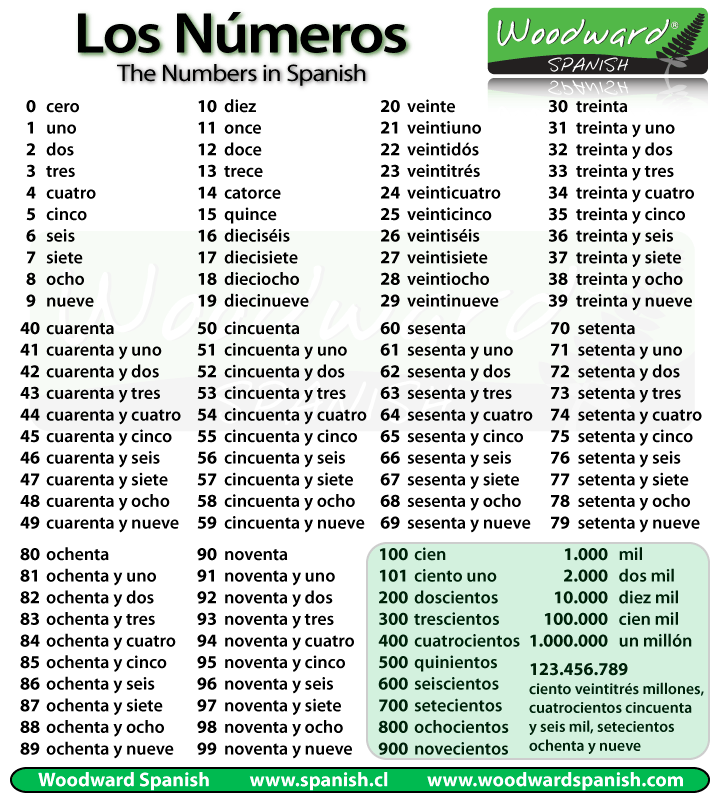 Los Números
The Numbers in Spanish
Woodward®
SPANISH
0 cero
1 uno
2 dos
3 tres
4 cuatro
5 cinco
6 seis
7 siete
8 ocho
9 nueve
10 diez
11 once
12 doce
13 trece
14 catorce
15 quince
16 dieciséis
17 diecisiete
18 dieciocho
19 diecinueve
20 veinte
21 veintiuno
22 veintidós
23 veintitrés
24 veinticuatro
25 veinticinco
26 veintiséis
27 veintisiete
28 veintiocho
29 veintinueve
30 treinta
31 treinta y uno
32 treinta y dos
33 treinta y tres
34 treinta y cuatro
35 treinta y cinco
36 treinta y seis
37 treinta y siete
38 treinta y ocho
39 treinta y nueve
40 cuarenta
41 cuarenta y uno
42 cuarenta y dos
43 cuarenta y tres
44 cuarenta y cuatro
45 cuarenta y cinco
46 cuarenta y seis
47 cuarenta y siete
48 cuarenta y ocho
49 cuarenta y nueve
50 cincuenta
51 cincuenta y uno
52 cincuenta y dos
53 cincuenta y tres
54 cincuenta y cuatro
55 cincuenta y cinco
56 cincuenta y seis
57 cincuenta y siete
58 cincuenta y ocho
59 cincuenta y nueve
60 sesenta
61 sesenta y uno
62 sesenta y dos
63 sesenta y tres
64 sesenta y cuatro
65 sesenta y cinco
66 sesenta y seis
67 sesenta y siete
68 sesenta y ocho
69 sesenta y nueve
70 setenta
71 setenta y uno
72 setenta y dos
73 setenta y tres
74 setenta y cuatro
75 setenta y cinco
76 setenta y seis
77 setenta y siete
78 setenta y ocho
79 setenta y nueve
80 ochenta
81 ochenta y uno
82 ochenta y dos
83 ochenta y tres
84 ochenta y cuatro
85 ochenta y cinco
86 ochenta y seis
87 ochenta y siete
88 ochenta y ocho
89 ochenta y nueve
90 noventa
91 noventa y uno
92 noventa y dos
93 noventa y tres
94 noventa y cuatro
95 noventa y cinco
96 noventa y seis
97 noventa y siete
98 noventa y ocho
99 noventa y nueve
100 cien
101 ciento uno
200 doscientos
300 trescientos
400 cuatrocientos
500 quinientos
600 seiscientos
700 setecientos
800 ochocientos
900 novecientos
1.000 mil
2.000 dos mil
10.000 diez mil
100.000 cien mil
1.000.000 un millón
123.456.789
ciento veintitrés millones,
cuatrocientos cincuenta
y seis mil, setecientos
ochenta y nueve
Woodward Spanish www.spanish.cl www.woodwardspanish.com